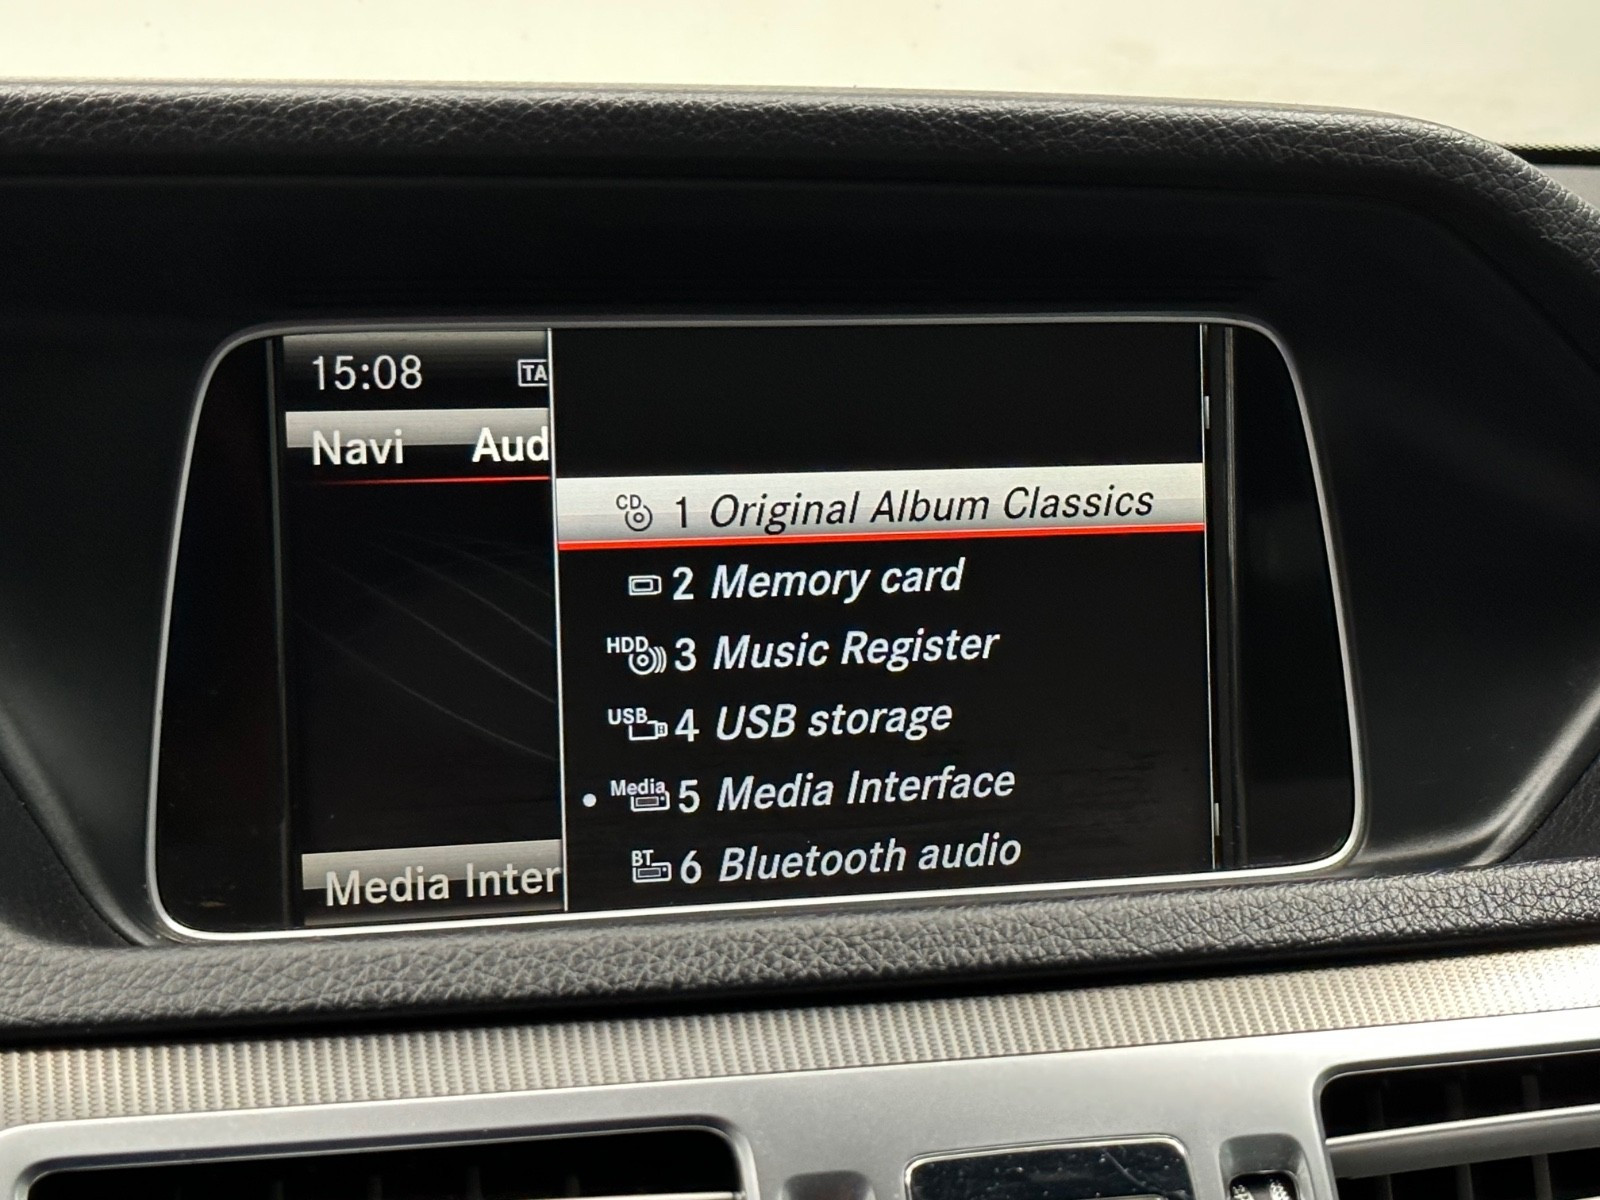 15:08 TA
Navi Aud
CD 1 Original Album Classics
2 Memory card
HDD 3 Music Register
USB 4 USB storage
• Media 5 Media Interface
BT 6 Bluetooth audio
Media Inter